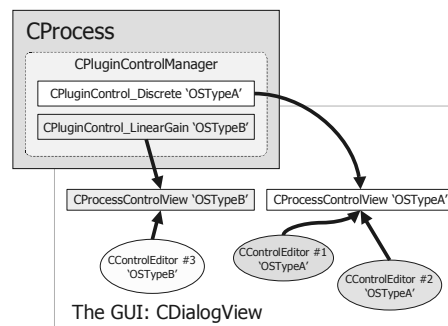 CProcess
CPluginControlManager
CPluginControl_Discrete ‘OSTypeA’
CPluginControl_LinearGain ‘OSTypeB’
CProcessControlView ‘OSTypeB’
CProcessControlView ‘OSTypeA’
CControlEditor #3
‘OSTypeB’
CControlEditor #1
‘OSTypeA’
CControlEditor #2
‘OSTypeA’
The GUI: CDialogView